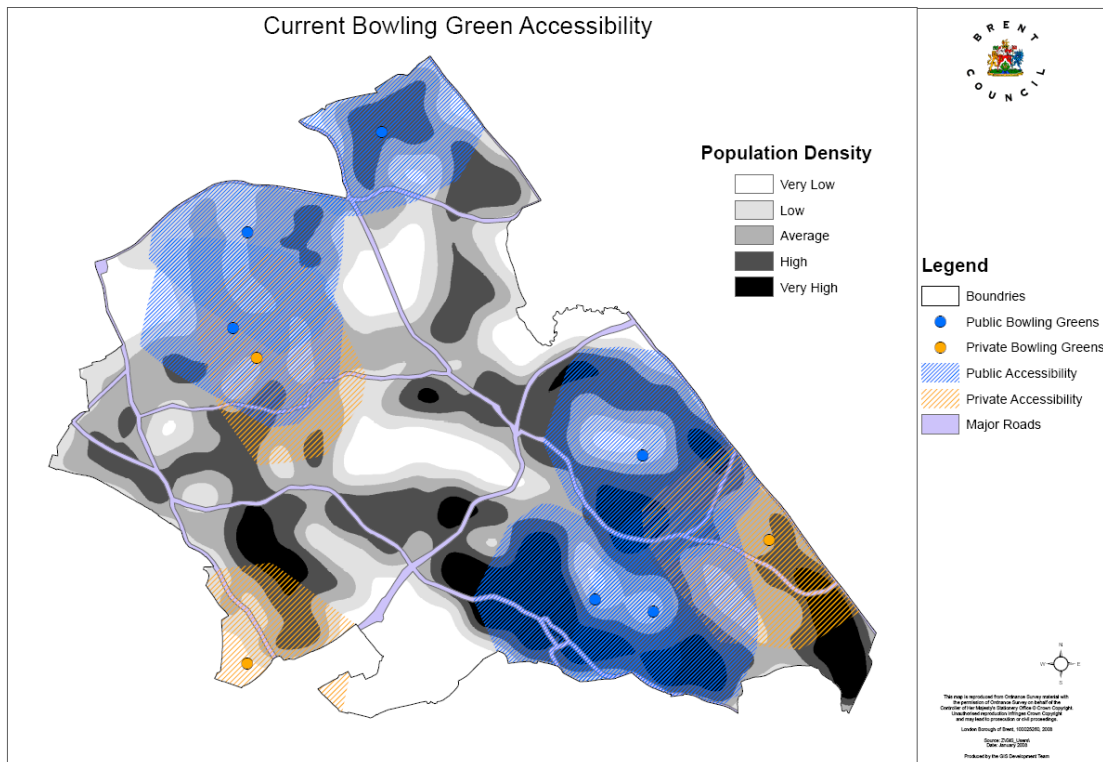 Current Bowling Green Accessibility
BRENT
COUNCIL
Population Density
Very Low
Low
Average
High
Very High
Legend
Boundries
Public Bowling Greens
Private Bowling Greens
Public Accessibility
Private Accessibility
Major Roads
N
W
E
S
This map is reproduced from Ordnance Survey material with
the permission of Ordnance Survey on behalf of the
Controller of Her Majesty's Stationery Office © Crown Copyright
Unauthorised reproduction infringes Crown Copyright
and may lead to prosecution or civil proceedings.
London Borough of Brent, 100025260, 2008
Date: January 2008
Produced by the GIS Development Team